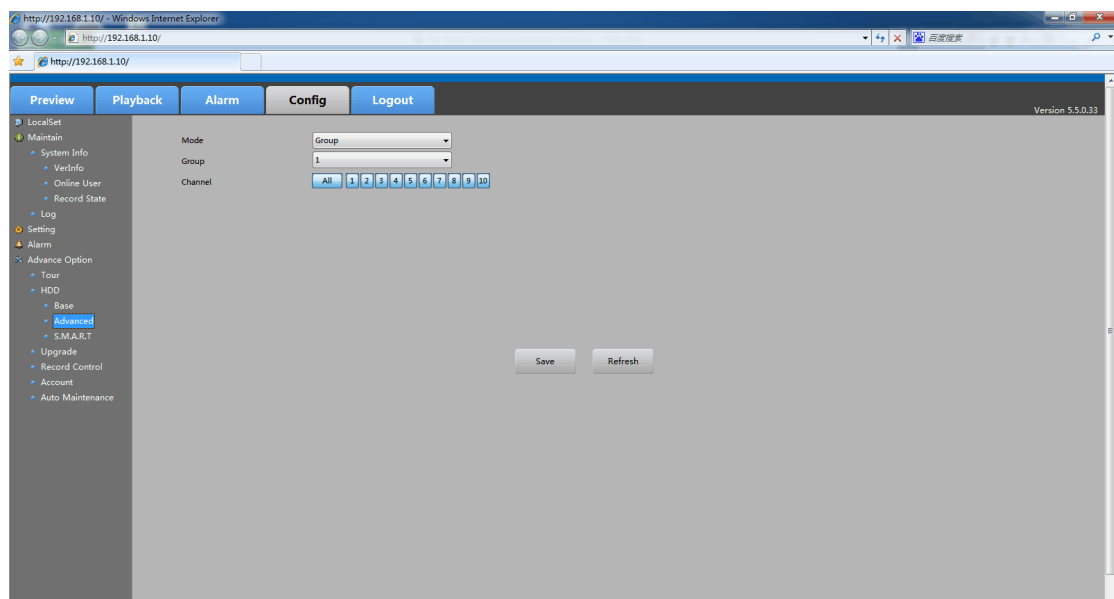 http://192.168.1.10/ - Windows Internet Explorer
http://192.168.1.10/
百度搜索
http://192.168.1.10/
Preview Playback Alarm Config Logout
Version 5.5.0.33
LocalSet
Maintain
System Info
VerInfo
Online User
Record State
Log
Setting
Alarm
Advance Option
Tour
HDD
Base
Advanced
S.M.A.R.T
Upgrade
Record Control
Account
Auto Maintenance
Mode Group
Group 1
Channel All 1 2 3 4 5 6 7 8 9 10
Save Refresh